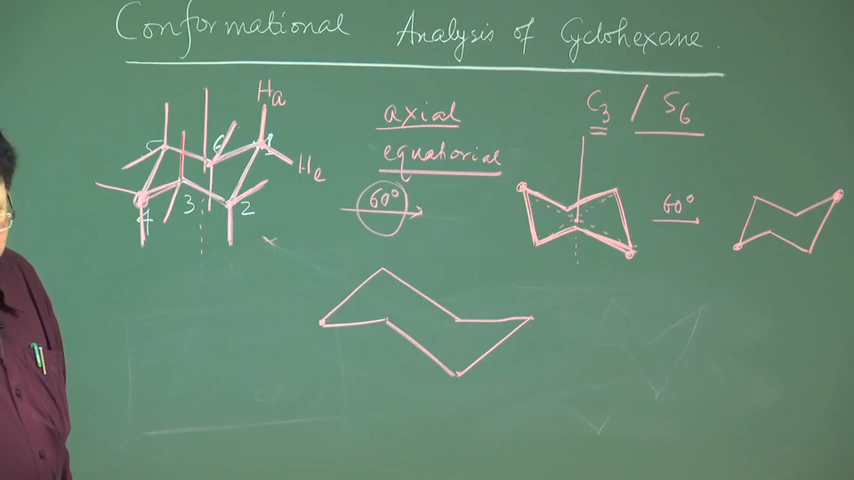 Conformational Analysis of Cyclohexane.
Ha
He
5 6 1
4 3 2
axial
equatorial
60°
C3 / S6
60°